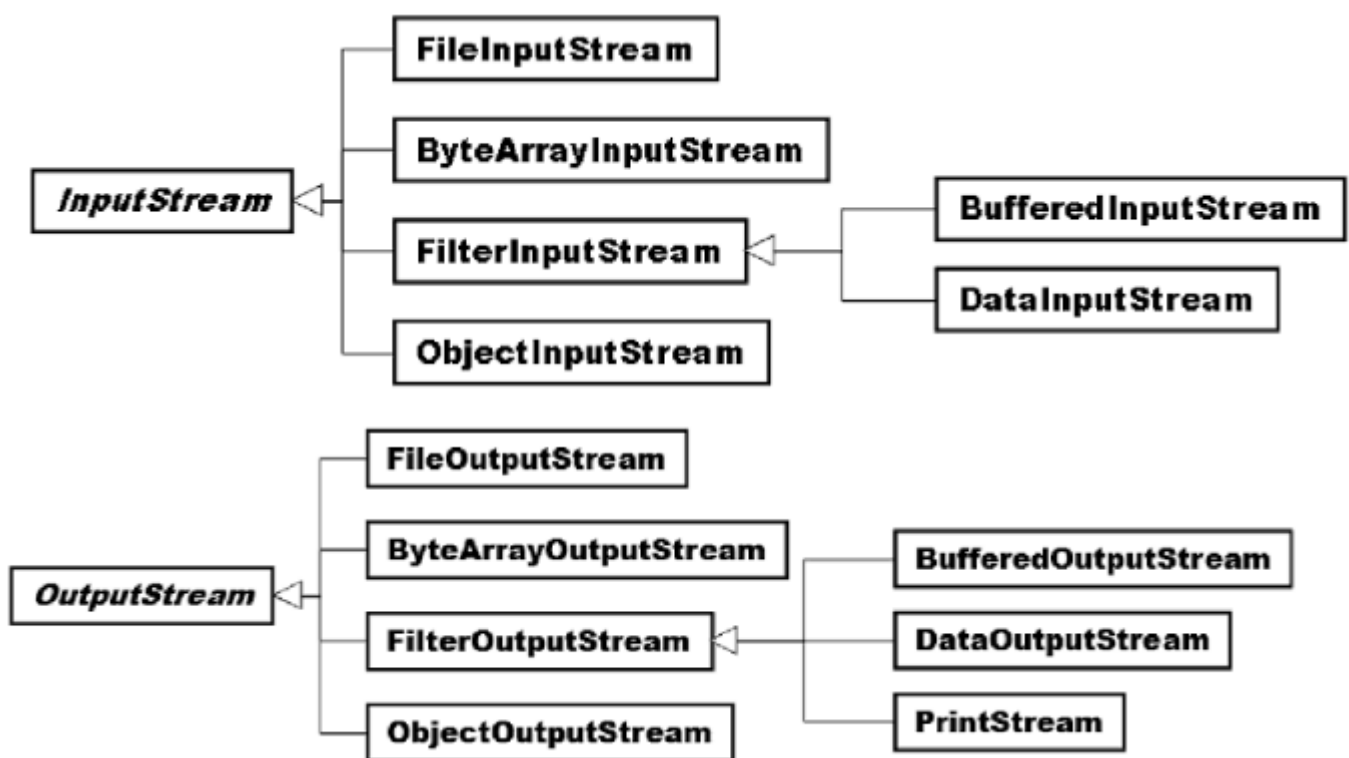 FileInputStream
ByteArrayInputStream
InputStream
BufferedInputStream
FilterInputStream
DataInputStream
ObjectInputStream
FileOutputStream
ByteArrayOutputStream
BufferedOutputStream
OutputStream
FilterOutputStream
DataOutputStream
ObjectOutputStream
PrintStream